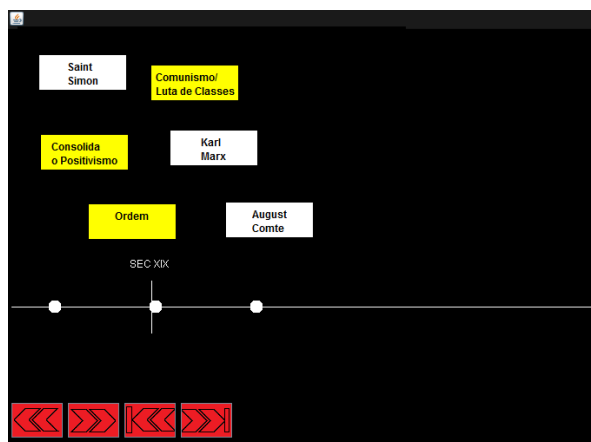 Saint
Simon
Comunismo/
Luta de Classes
Consolida
o Positivismo
Karl
Marx
Ordem
August
Comte
SEC XIX